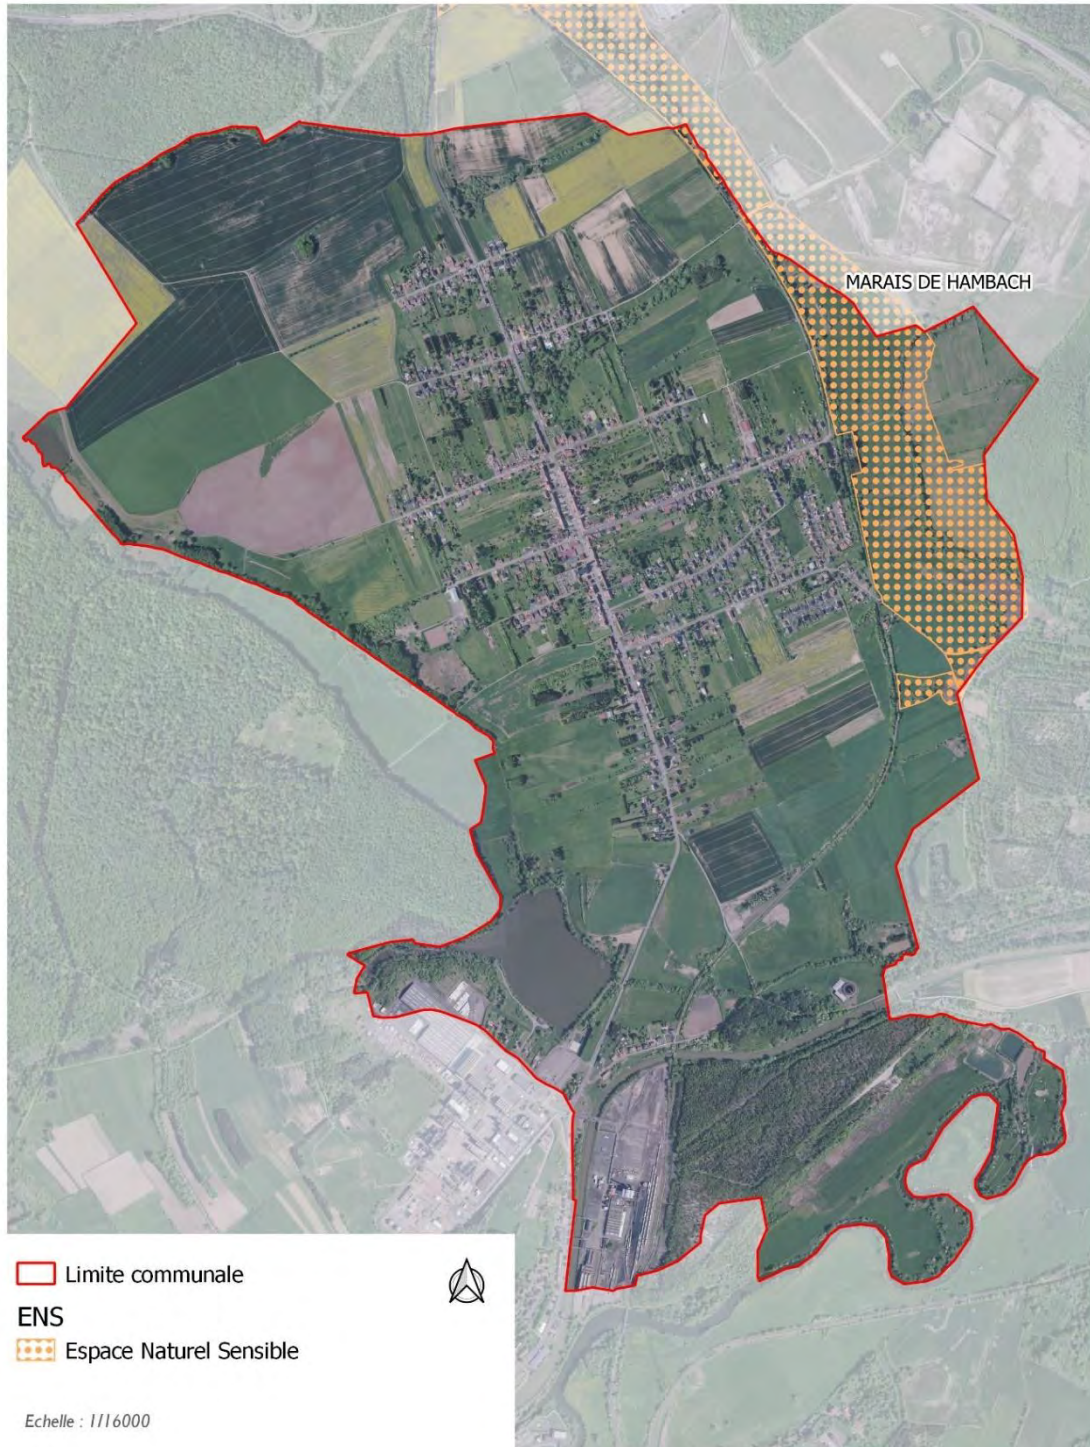 MARAIS DE HAMBACH
Limite communale
ENS
Espace Naturel Sensible
Echelle : 1/16000